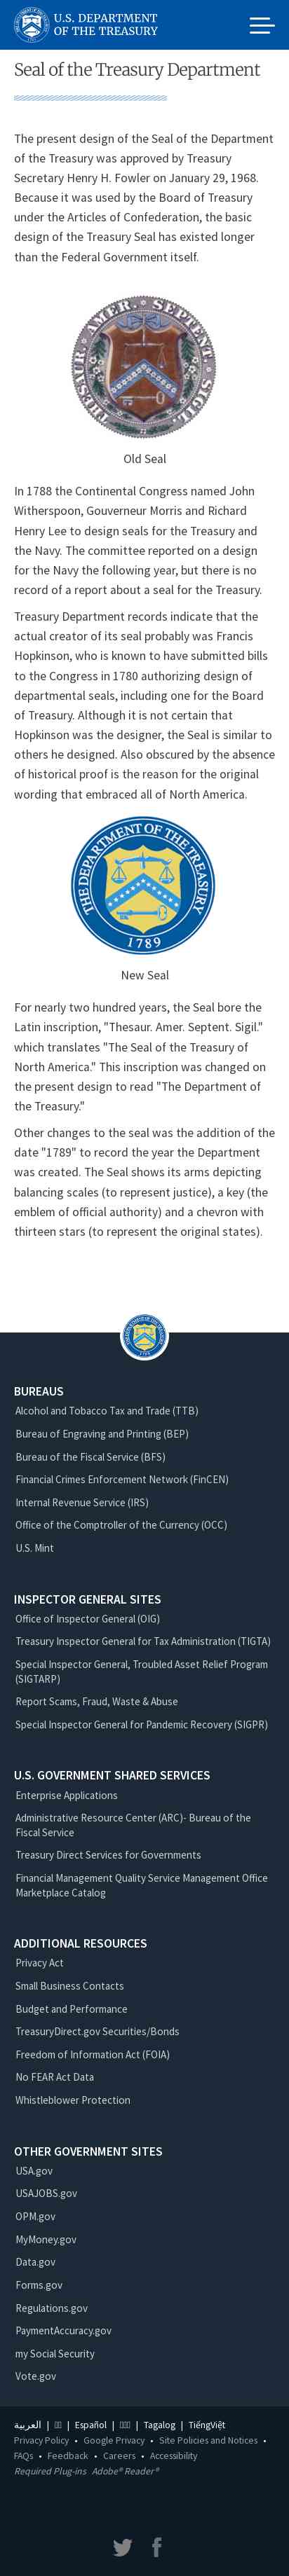 U.S. DEPARTMENT
OF THE TREASURY
Seal of the Treasury Department
The present design of the Seal of the Department
of the Treasury was approved by Treasury
Secretary Henry H. Fowler on January 29, 1968.
Because it was used by the Board of Treasury
under the Articles of Confederation, the basic
design of the Treasury Seal has existed longer
than the Federal Government itself.
THESAUR. AMER. SEPTENT. SIGIL.
Old Seal
In 1788 the Continental Congress named John
Witherspoon, Gouverneur Morris and Richard
Henry Lee to design seals for the Treasury and
the Navy. The committee reported on a design
for the Navy the following year, but there is no
record of a report about a seal for the Treasury.
Treasury Department records indicate that the
actual creator of its seal probably was Francis
Hopkinson, who is known to have submitted bills
to the Congress in 1780 authorizing design of
departmental seals, including one for the Board
of Treasury. Although it is not certain that
Hopkinson was the designer, the Seal is similar to
others he designed. Also obscured by the absence
of historical proof is the reason for the original
wording that embraced all of North America.
THE DEPARTMENT OF THE TREASURY
1789
New Seal
For nearly two hundred years, the Seal bore the
Latin inscription, "Thesaur. Amer. Septent. Sigil."
which translates "The Seal of the Treasury of
North America." This inscription was changed on
the present design to read "The Department of
the Treasury."
Other changes to the seal was the addition of the
date "1789" to record the year the Department
was created. The Seal shows its arms depicting
balancing scales (to represent justice), a key (the
emblem of official authority) and a chevron with
thirteen stars (to represent the original states).
BUREAUS
Alcohol and Tobacco Tax and Trade (TTB)
Bureau of Engraving and Printing (BEP)
Bureau of the Fiscal Service (BFS)
Financial Crimes Enforcement Network (FinCEN)
Internal Revenue Service (IRS)
Office of the Comptroller of the Currency (OCC)
U.S. Mint
INSPECTOR GENERAL SITES
Office of Inspector General (OIG)
Treasury Inspector General for Tax Administration (TIGTA)
Special Inspector General, Troubled Asset Relief Program
(SIGTARP)
Report Scams, Fraud, Waste & Abuse
Special Inspector General for Pandemic Recovery (SIGPR)
U.S. GOVERNMENT SHARED SERVICES
Enterprise Applications
Administrative Resource Center (ARC)- Bureau of the
Fiscal Service
Treasury Direct Services for Governments
Financial Management Quality Service Management Office
Marketplace Catalog
ADDITIONAL RESOURCES
Privacy Act
Small Business Contacts
Budget and Performance
TreasuryDirect.gov Securities/Bonds
Freedom of Information Act (FOIA)
No FEAR Act Data
Whistleblower Protection
OTHER GOVERNMENT SITES
USA.gov
USAJOBS.gov
OPM.gov
MyMoney.gov
Data.gov
Forms.gov
Regulations.gov
PaymentAccuracy.gov
my Social Security
Vote.gov
العربية | | Español | | Tagalog | TiếngViệt
Privacy Policy • Google Privacy • Site Policies and Notices •
FAQs • Feedback • Careers • Accessibility
Required Plug-ins Adobe® Reader®